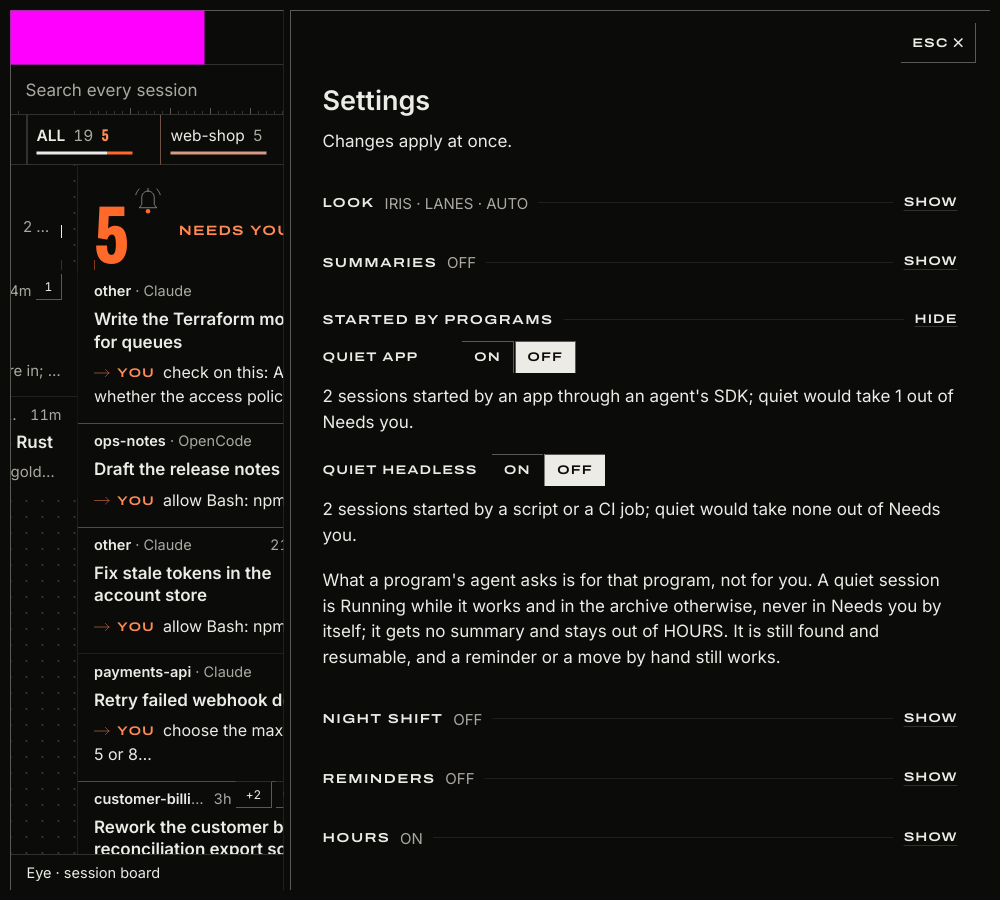 Search every session
ALL 19 5
web-shop 5
2 ...
4m 1
re in; ...
. 11m
Rust
gold...
5
NEEDS YOU
other · Claude
Write the Terraform mo
for queues
→ YOU check on this: A
whether the access polic
ops-notes · OpenCode
Draft the release notes
→ YOU allow Bash: npm
other · Claude 21
Fix stale tokens in the
account store
→ YOU allow Bash: npm
payments-api · Claude
Retry failed webhook d
→ YOU choose the max
5 or 8...
customer-billi... 3h +2
Rework the customer b
reconciliation export sc
Eye · session board
ESC ×
Settings
Changes apply at once.
LOOK IRIS · LANES · AUTO SHOW
SUMMARIES OFF SHOW
STARTED BY PROGRAMS HIDE
QUIET APP ON OFF
2 sessions started by an app through an agent's SDK; quiet would take 1 out of
Needs you.
QUIET HEADLESS ON OFF
2 sessions started by a script or a CI job; quiet would take none out of Needs
you.
What a program's agent asks is for that program, not for you. A quiet session
is Running while it works and in the archive otherwise, never in Needs you by
itself; it gets no summary and stays out of HOURS. It is still found and
resumable, and a reminder or a move by hand still works.
NIGHT SHIFT OFF SHOW
REMINDERS OFF SHOW
HOURS ON SHOW